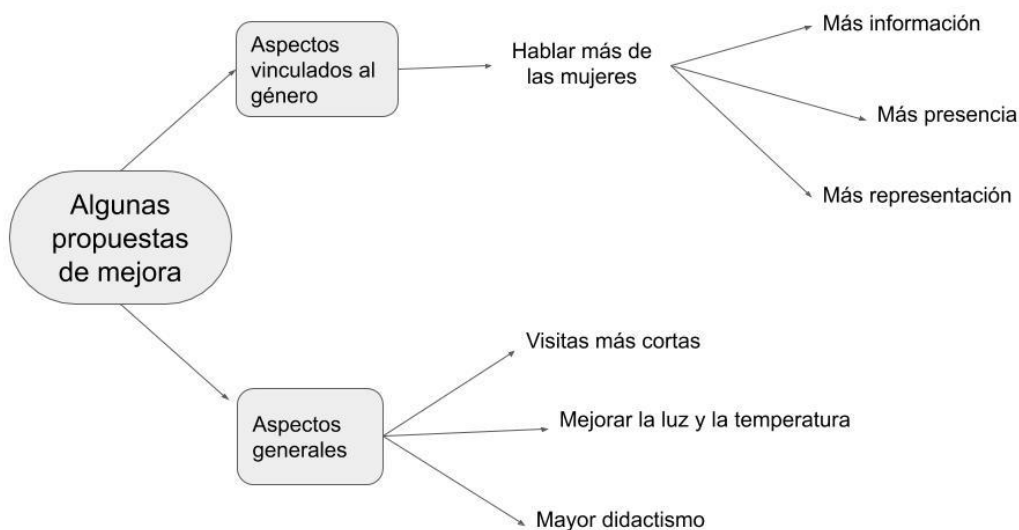 Algunas
propuestas
de mejora
Aspectos
vinculados al
género
Hablar más de
las mujeres
Más información
Más presencia
Más representación
Aspectos
generales
Visitas más cortas
Mejorar la luz y la temperatura
Mayor didactismo